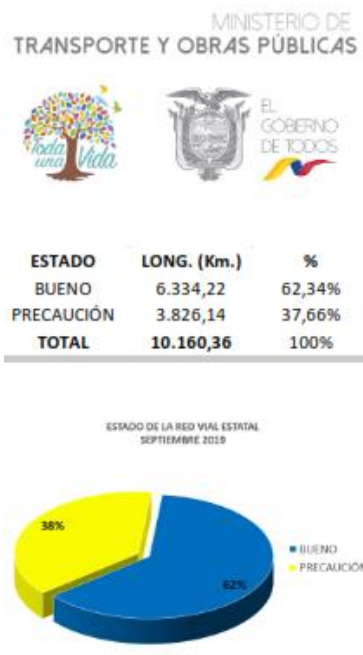 MINISTERIO DE
TRANSPORTE Y OBRAS PÚBLICAS
Toda
una Vida
EL
GOBIERNO
DE TODOS
ESTADO LONG. (Km.) %
BUENO 6.334,22 62,34%
PRECAUCIÓN 3.826,14 37,66%
TOTAL 10.160,36 100%
ESTADO DE LA RED VIAL ESTATAL
SEPTIEMBRE 2019
38%
62%
BUENO
PRECAUCIÓN